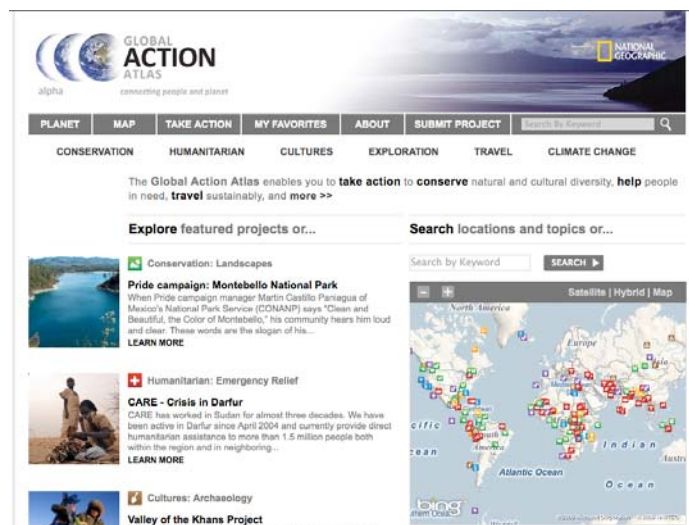 GLOBAL
ACTION
ATLAS
alpha
connecting people and planet
NATIONAL
GEOGRAPHIC
PLANET MAP TAKE ACTION MY FAVORITES ABOUT SUBMIT PROJECT Search By Keyword
CONSERVATION HUMANITARIAN CULTURES EXPLORATION TRAVEL CLIMATE CHANGE
The Global Action Atlas enables you to take action to conserve natural and cultural diversity, help people
in need, travel sustainably, and more >>
Explore featured projects or...
Search locations and topics or...
Search by Keyword SEARCH
Conservation: Landscapes
Pride campaign: Montebello National Park
When Pride campaign manager Martin Castillo Paniagua of
Mexico's National Park Service (CONANP) says "Clean and
Beautiful, the Color of Montebello," his community hears him loud
and clear. These words are the slogan of his...
LEARN MORE
Humanitarian: Emergency Relief
CARE - Crisis in Darfur
CARE has worked in Sudan for almost three decades. We have
been active in Darfur since April 2004 and currently provide direct
humanitarian assistance to more than 1.5 million people both
within the region and in neighboring...
LEARN MORE
Cultures: Archaeology
Valley of the Khans Project
Satellite | Hybrid | Map
North America
Europe
Asia
South
America
Indian
Ocean
Atlantic Ocean
bing